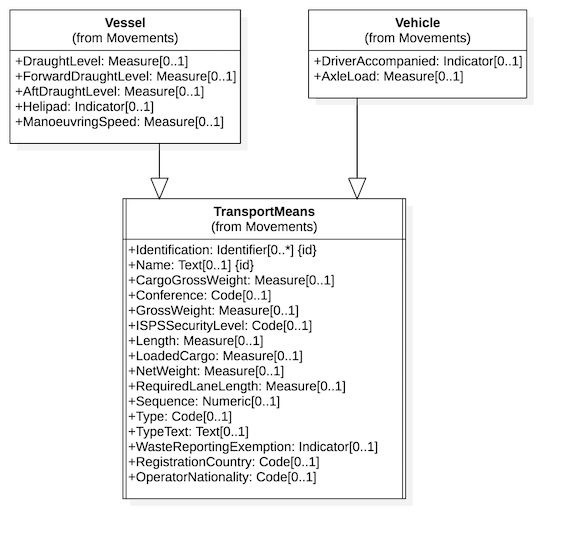 Vessel
(from Movements)
+DraughtLevel: Measure[0..1]
+ForwardDraughtLevel: Measure[0..1]
+AftDraughtLevel: Measure[0..1]
+Helipad: Indicator[0..1]
+ManoeuvringSpeed: Measure[0..1]
Vehicle
(from Movements)
+DriverAccompanied: Indicator[0..1]
+AxleLoad: Measure[0..1]
TransportMeans
(from Movements)
+Identification: Identifier[0..*] {id}
+Name: Text[0..1] {id}
+CargoGrossWeight: Measure[0..1]
+Conference: Code[0..1]
+GrossWeight: Measure[0..1]
+ISPSSecurityLevel: Code[0..1]
+Length: Measure[0..1]
+LoadedCargo: Measure[0..1]
+NetWeight: Measure[0..1]
+RequiredLaneLength: Measure[0..1]
+Sequence: Numeric[0..1]
+Type: Code[0..1]
+TypeText: Text[0..1]
+WasteReportingExemption: Indicator[0..1]
+RegistrationCountry: Code[0..1]
+OperatorNationality: Code[0..1]